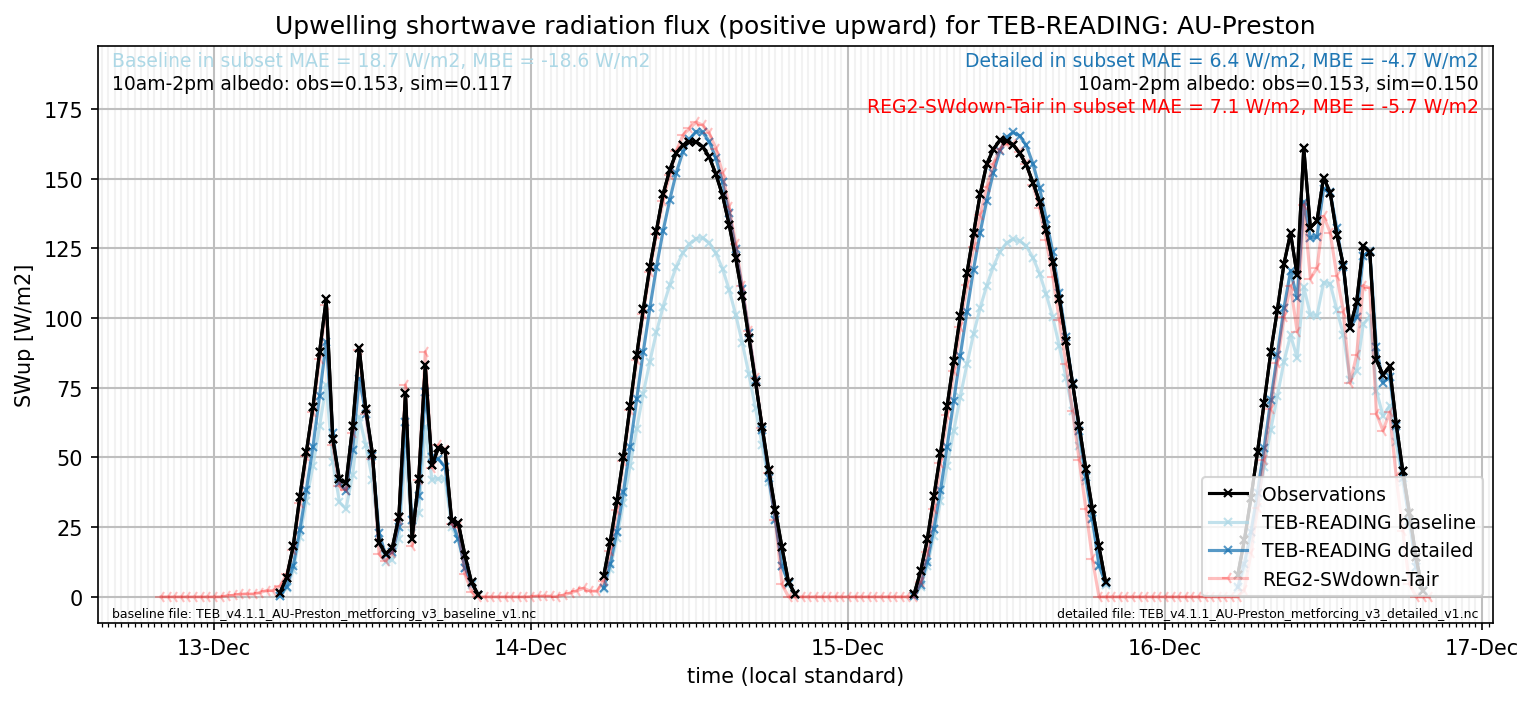 Upwelling shortwave radiation flux (positive upward) for TEB-READING: AU-Preston
Baseline in subset MAE = 18.7 W/m2, MBE = -18.6 W/m2
10am-2pm albedo: obs=0.153, sim=0.117
Detailed in subset MAE = 6.4 W/m2, MBE = -4.7 W/m2
10am-2pm albedo: obs=0.153, sim=0.150
REG2-SWdown-Tair in subset MAE = 7.1 W/m2, MBE = -5.7 W/m2
SWup [W/m2]
175
150
125
100
75
50
25
0
Observations
TEB-READING baseline
TEB-READING detailed
REG2-SWdown-Tair
baseline file: TEB_v4.1.1_AU-Preston_metforcing_v3_baseline_v1.nc
detailed file: TEB_v4.1.1_AU-Preston_metforcing_v3_detailed_v1.nc
13-Dec
14-Dec
15-Dec
16-Dec
17-Dec
time (local standard)